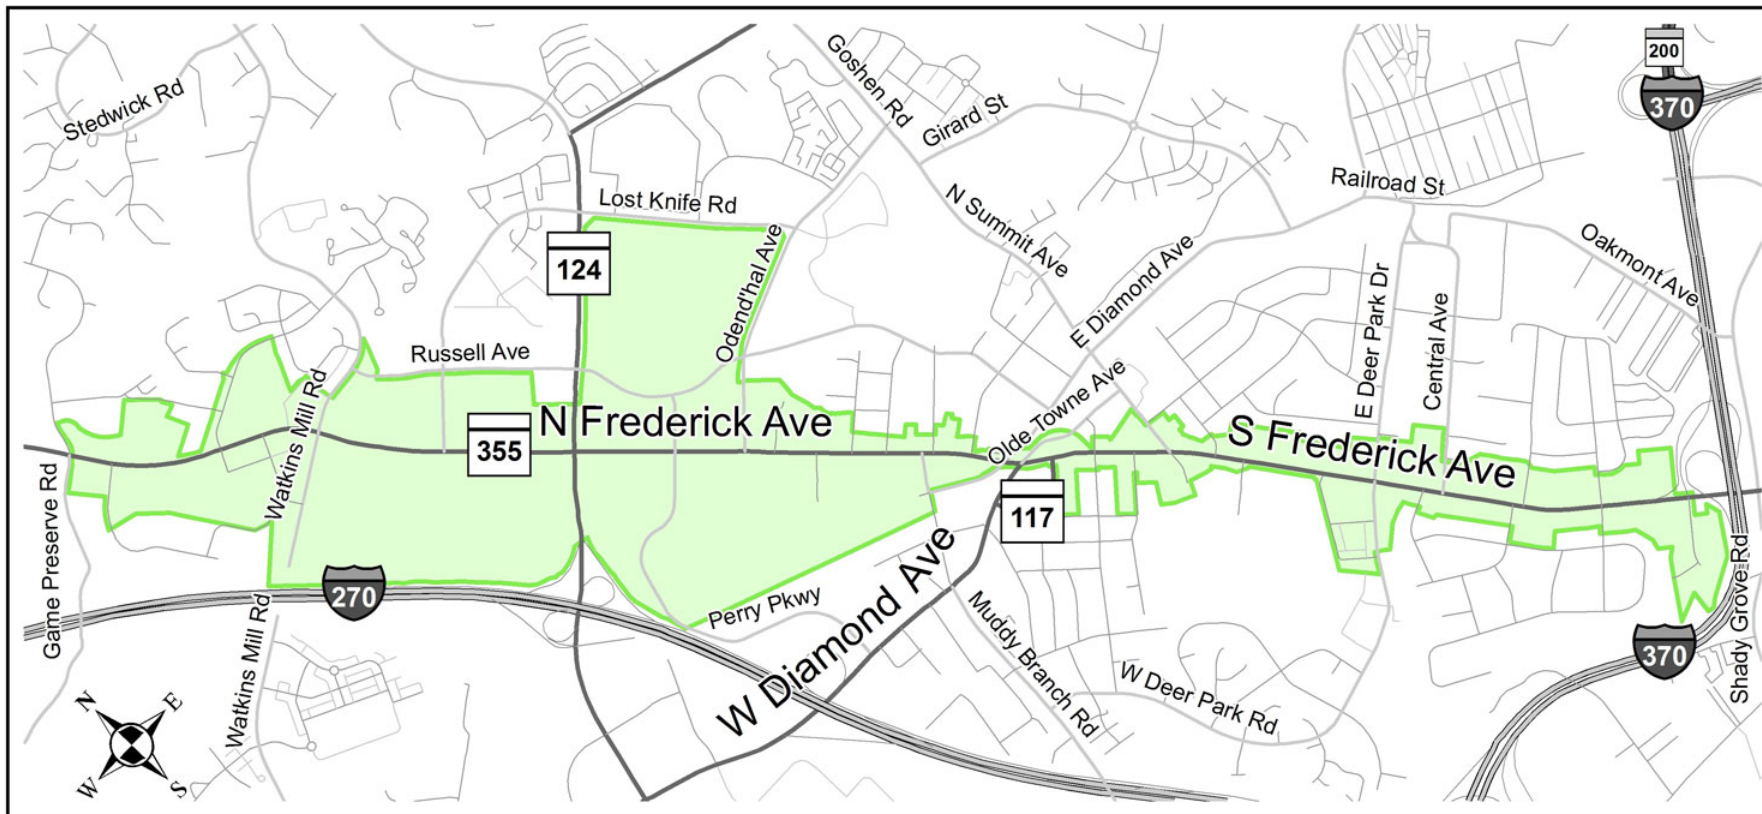 Stedwick Rd
Goshen Rd
Girard St
200
370
Lost Knife Rd
N Summit Ave
Railroad St
124
Odend'hal Ave
E Diamond Ave
Oakmont Ave
Russell Ave
E Deer Park Dr
Central Ave
Watkins Mill Rd
355
N Frederick Ave
Olde Towne Ave
S Frederick Ave
Game Preserve Rd
117
270
Watkins Mill Rd
Perry Pkwy
W Diamond Ave
Muddy Branch Rd
W Deer Park Rd
370
Shady Grove Rd
N
E
W
S